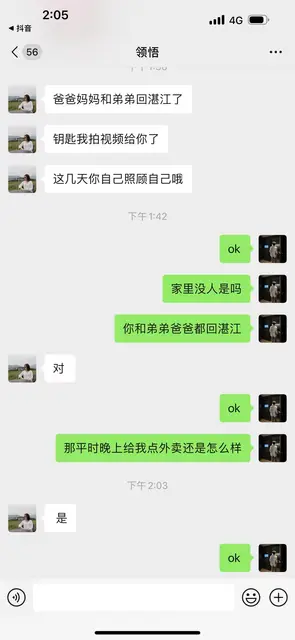 2:05
4G
抖音
56
领悟
爸爸妈妈和弟弟回湛江了
钥匙我拍视频给你了
这几天你自己照顾自己哦
下午1:42
ok
家里没人是吗
你和弟弟爸爸都回湛江
对
ok
那平时晚上给我点外卖还是怎么样
下午2:03
是
ok